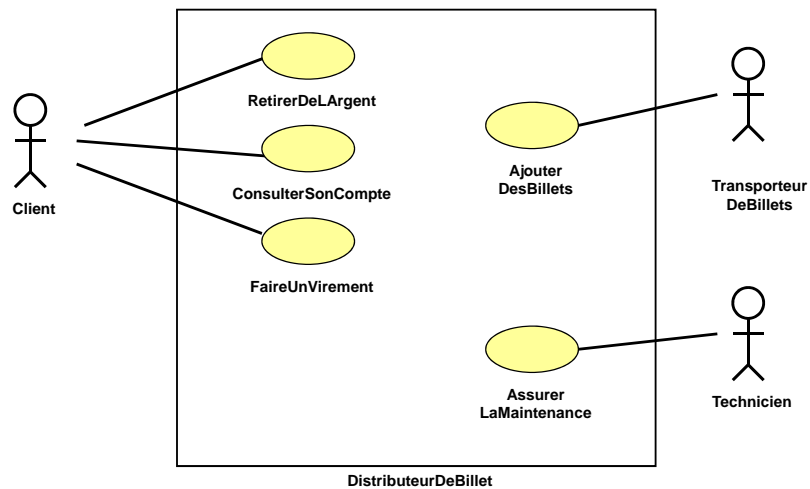 RetirerDeLArgent
ConsulterSonCompte
Client
FaireUnVirement
Ajouter
DesBillets
Transporteur
DeBillets
Assurer
LaMaintenance
Technicien
DistributeurDeBillet